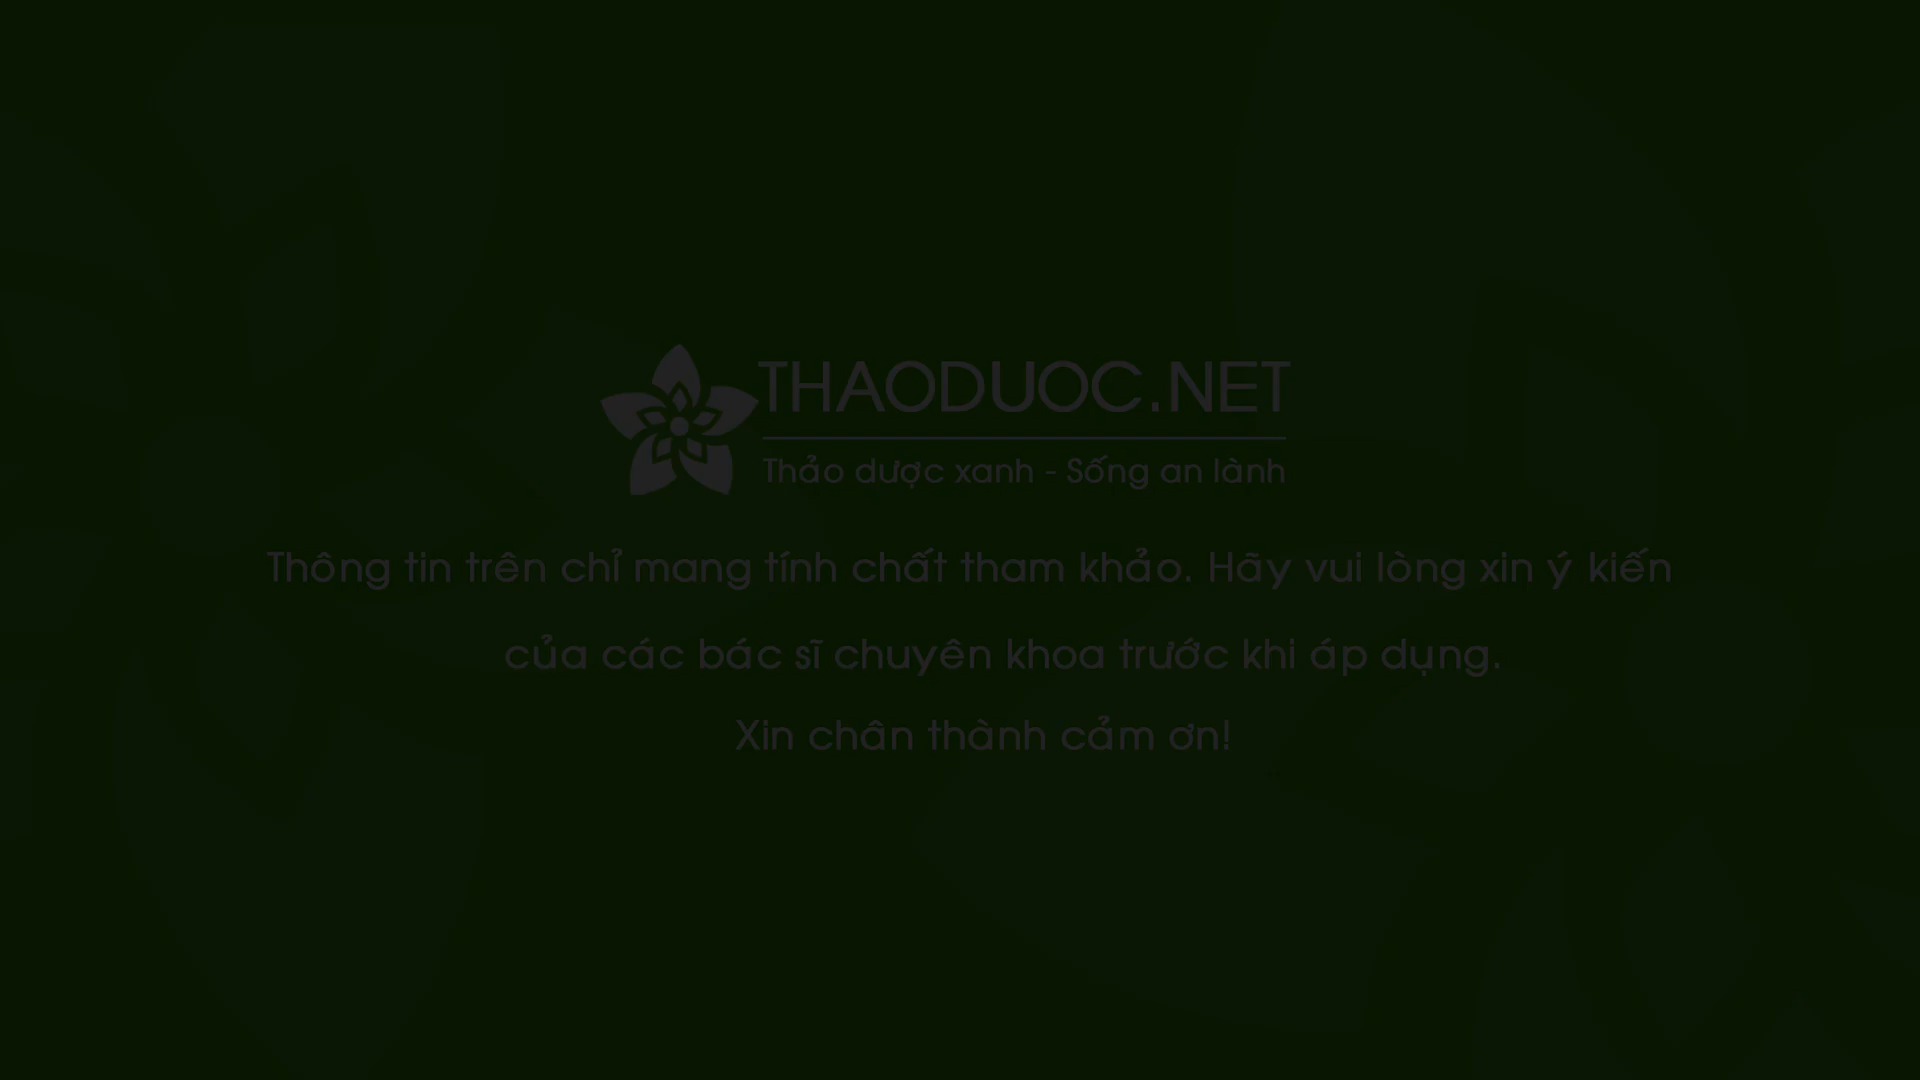 THAODUOC.NET
Thảo dược xanh - Sống an lành
Thông tin trên chỉ mang tính chất tham khảo. Hãy vui lòng xin ý kiến
của các bác sĩ chuyên khoa trước khi áp dụng.
Xin chân thành cảm ơn!